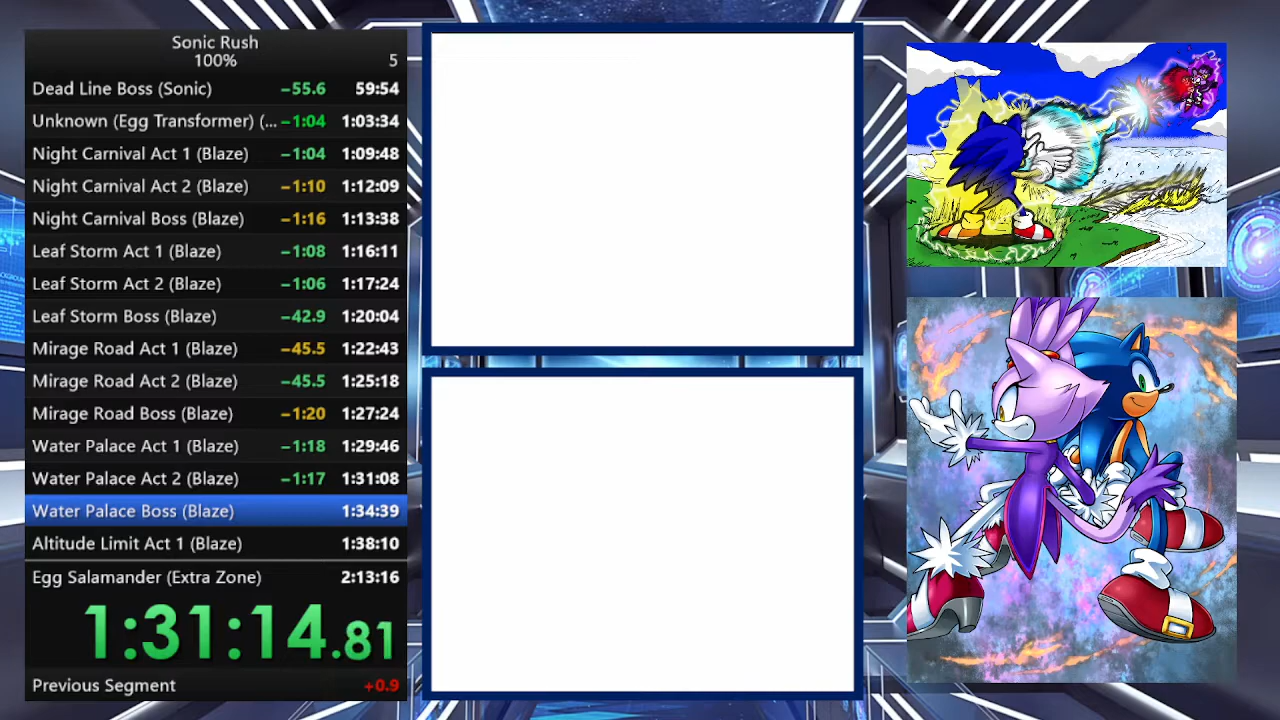 Sonic Rush
100% 5
Dead Line Boss (Sonic) −55.6 59:54
Unknown (Egg Transformer) (... −1:04 1:03:34
Night Carnival Act 1 (Blaze) −1:04 1:09:48
Night Carnival Act 2 (Blaze) −1:10 1:12:09
Night Carnival Boss (Blaze) −1:16 1:13:38
Leaf Storm Act 1 (Blaze) −1:08 1:16:11
Leaf Storm Act 2 (Blaze) −1:06 1:17:24
Leaf Storm Boss (Blaze) −42.9 1:20:04
Mirage Road Act 1 (Blaze) −45.5 1:22:43
Mirage Road Act 2 (Blaze) −45.5 1:25:18
Mirage Road Boss (Blaze) −1:20 1:27:24
Water Palace Act 1 (Blaze) −1:18 1:29:46
Water Palace Act 2 (Blaze) −1:17 1:31:08
Water Palace Boss (Blaze) 1:34:39
Altitude Limit Act 1 (Blaze) 1:38:10
Egg Salamander (Extra Zone) 2:13:16
1:31:14.81
Previous Segment +0.9